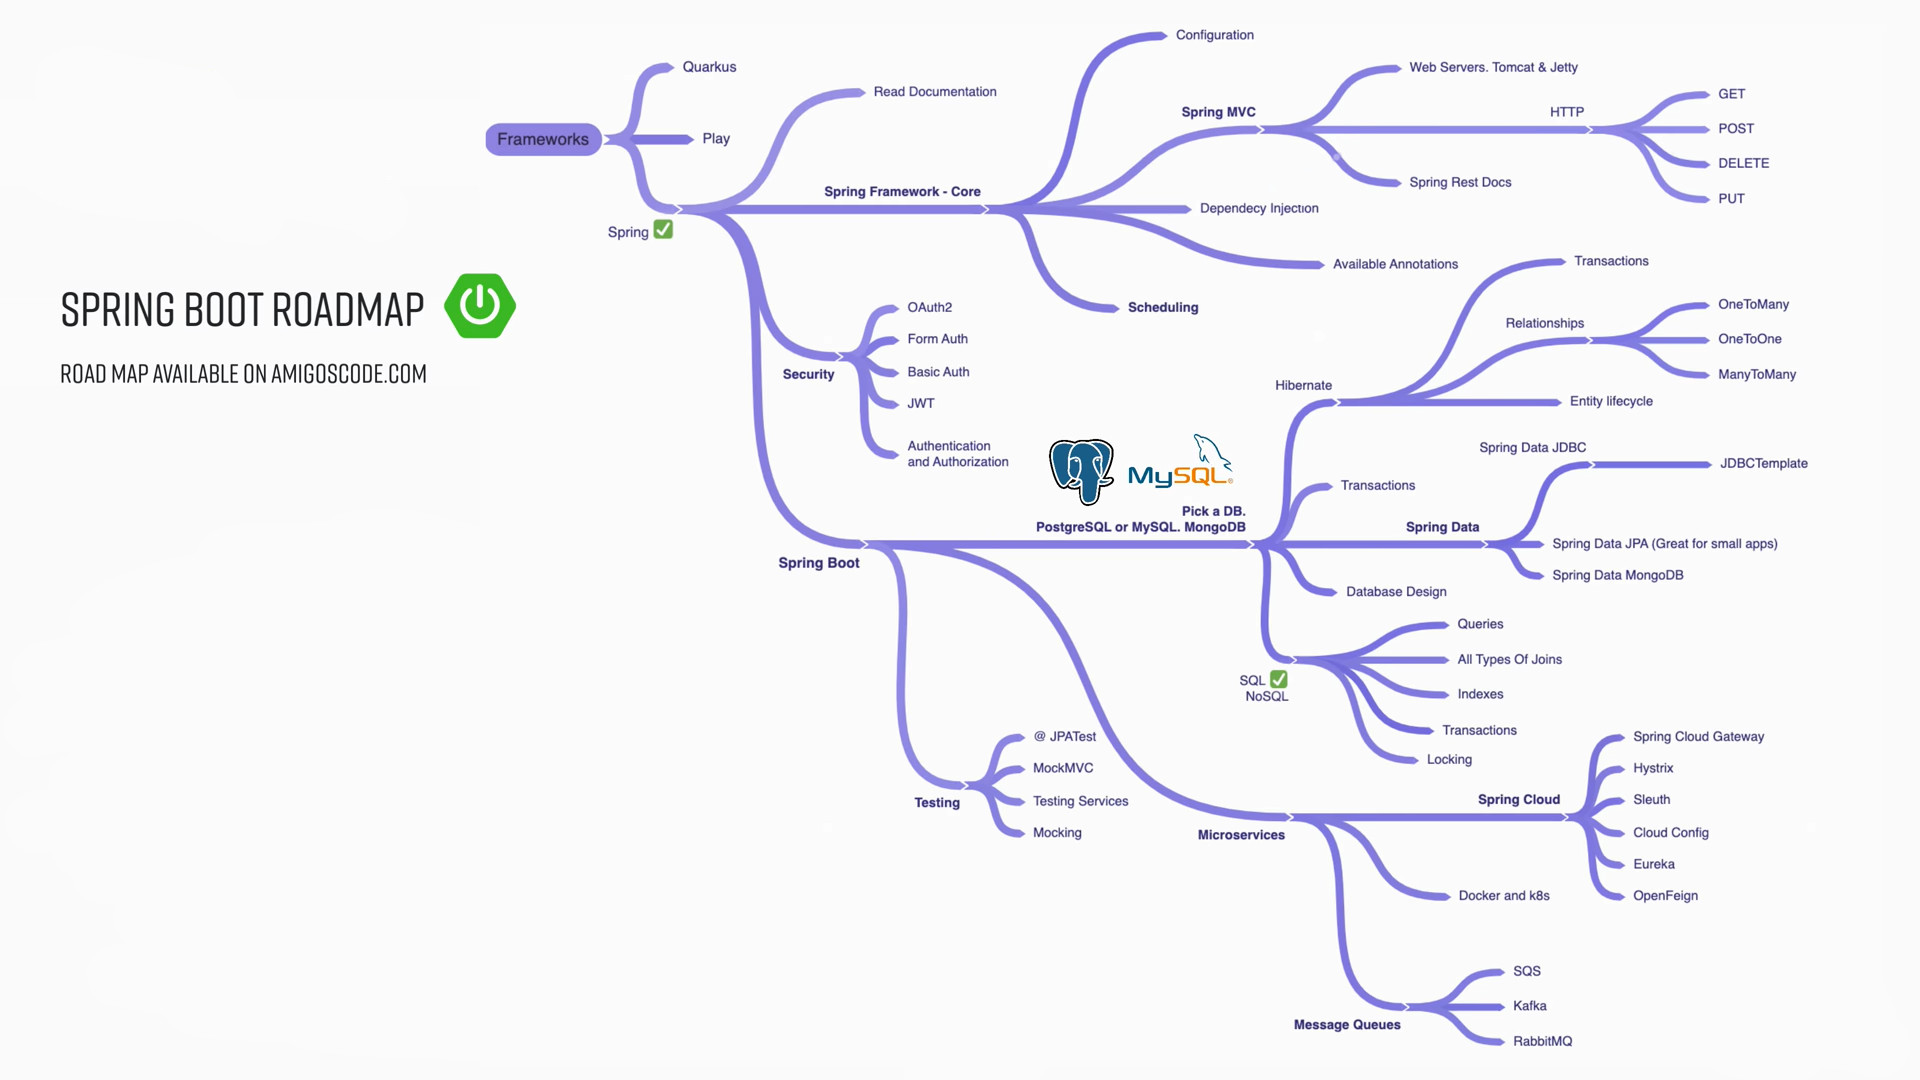 SPRING BOOT ROADMAP
ROAD MAP AVAILABLE ON AMIGOSCODE.COM
Frameworks
Quarkus
Play
Spring
Read Documentation
Spring Framework - Core
Configuration
Spring MVC
Web Servers. Tomcat & Jetty
HTTP
GET
POST
DELETE
PUT
Spring Rest Docs
Dependecy Injection
Available Annotations
Scheduling
Security
OAuth2
Form Auth
Basic Auth
JWT
Authentication
and Authorization
Spring Boot
MySQL®
Pick a DB.
PostgreSQL or MySQL. MongoDB
Hibernate
Transactions
Relationships
OneToMany
OneToOne
ManyToMany
Entity lifecycle
Transactions
Spring Data
Spring Data JDBC
JDBCTemplate
Spring Data JPA (Great for small apps)
Spring Data MongoDB
Database Design
SQL
NoSQL
Queries
All Types Of Joins
Indexes
Transactions
Locking
Testing
@ JPATest
MockMVC
Testing Services
Mocking
Microservices
Spring Cloud
Spring Cloud Gateway
Hystrix
Sleuth
Cloud Config
Eureka
OpenFeign
Docker and k8s
Message Queues
SQS
Kafka
RabbitMQ